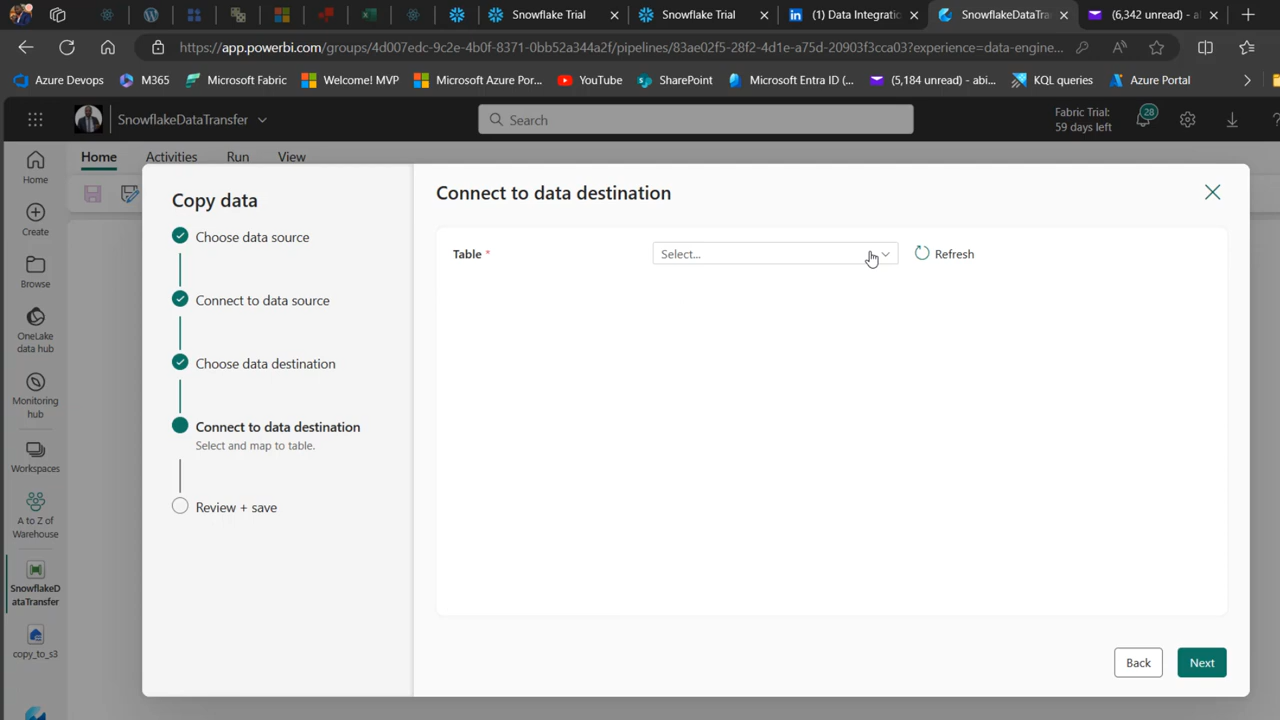 Snowflake Trial
Snowflake Trial
(1) Data Integratic
SnowflakeDataTra
(6,342 unread) - a
https://app.powerbi.com/groups/4d007edc-9c2e-4b0f-8371-0bb52a344a2f/pipelines/83ae02f5-28f2-4d1e-a75d-20903f3cca03?experience=data-engine...
Azure Devops
M365
Microsoft Fabric
Welcome! MVP
Microsoft Azure Por...
YouTube
SharePoint
Microsoft Entra ID (...
(5,184 unread) - abi...
KQL queries
Azure Portal
SnowflakeDataTransfer
Search
Fabric Trial:
59 days left
28
?
Home
Activities
Run
View
Home
Create
Browse
OneLake
data hub
Monitoring
hub
Workspaces
A to Z of
Warehouse
SnowflakeD
ataTransfer
copy_to_s3
Copy data
Choose data source
Connect to data source
Choose data destination
Connect to data destination
Select and map to table.
Review + save
Connect to data destination
Table *
Select...
Refresh
Back
Next